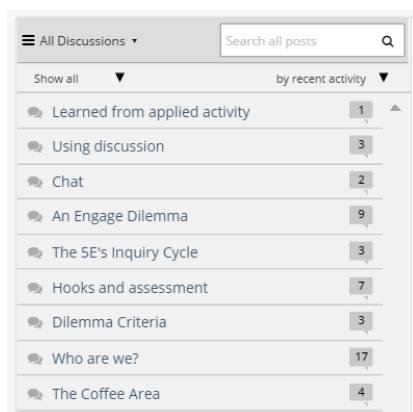 All Discussions
Search all posts
Show all by recent activity
Learned from applied activity 1
Using discussion 3
Chat 2
An Engage Dilemma 9
The 5E's Inquiry Cycle 3
Hooks and assessment 7
Dilemma Criteria 3
Who are we? 17
The Coffee Area 4